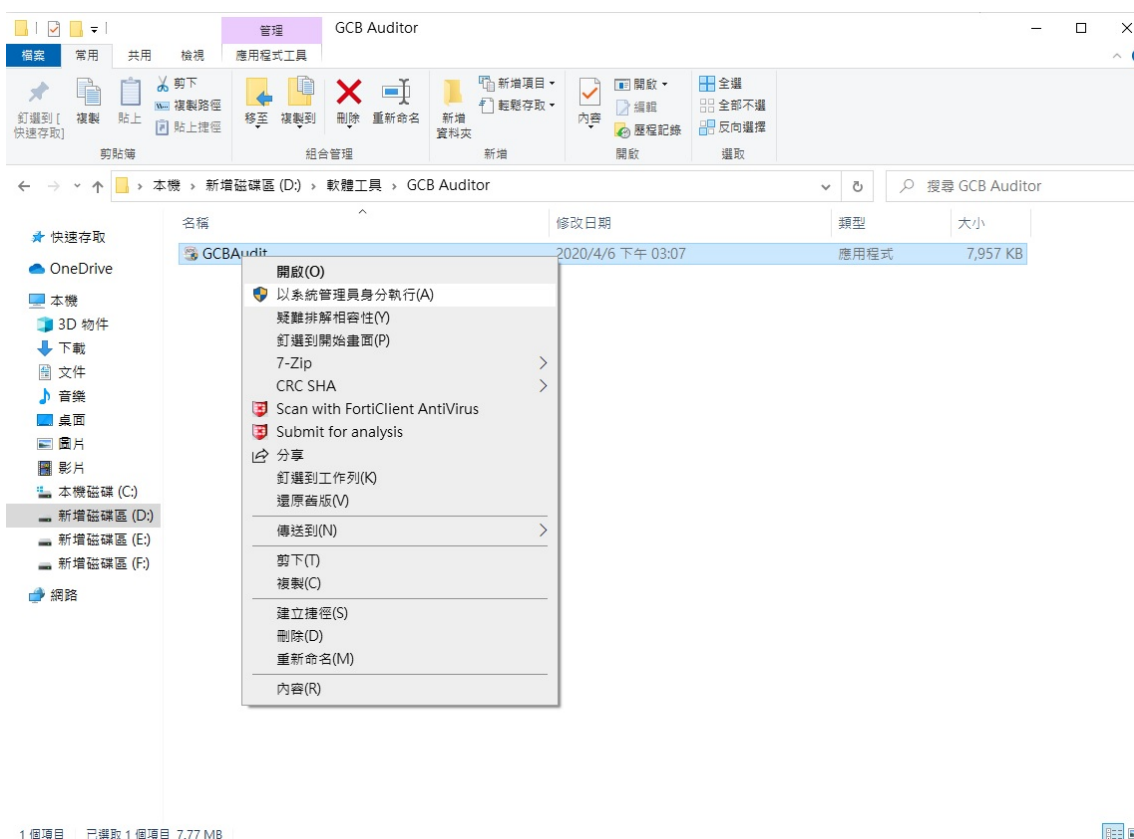 管理
GCB Auditor
檔案
常用
共用
檢視
應用程式工具
釘選到 [
快速存取]
複製
貼上
剪下
複製路徑
貼上捷徑
剪貼簿
移至
複製到
刪除
重新命名
組合管理
新增
資料夾
新增項目
輕鬆存取
新增
內容
開啟
編輯
歷程記錄
開啟
全選
全部不選
反向選擇
選取
本機 › 新增磁碟區 (D:) › 軟體工具 › GCB Auditor
搜尋 GCB Auditor
名稱
修改日期
類型
大小
GCBAudit
2020/4/6 下午 03:07
應用程式
7,957 KB
快速存取
OneDrive
本機
3D 物件
下載
文件
音樂
桌面
圖片
影片
本機磁碟 (C:)
新增磁碟區 (D:)
新增磁碟區 (E:)
新增磁碟區 (F:)
網路
開啟(O)
以系統管理員身分執行(A)
疑難排解相容性(Y)
釘選到開始畫面(P)
7-Zip
CRC SHA
Scan with FortiClient AntiVirus
Submit for analysis
分享
釘選到工作列(K)
還原舊版(V)
傳送到(N)
剪下(T)
複製(C)
建立捷徑(S)
刪除(D)
重新命名(M)
內容(R)
1 個項目
已選取 1 個項目 7.77 MB